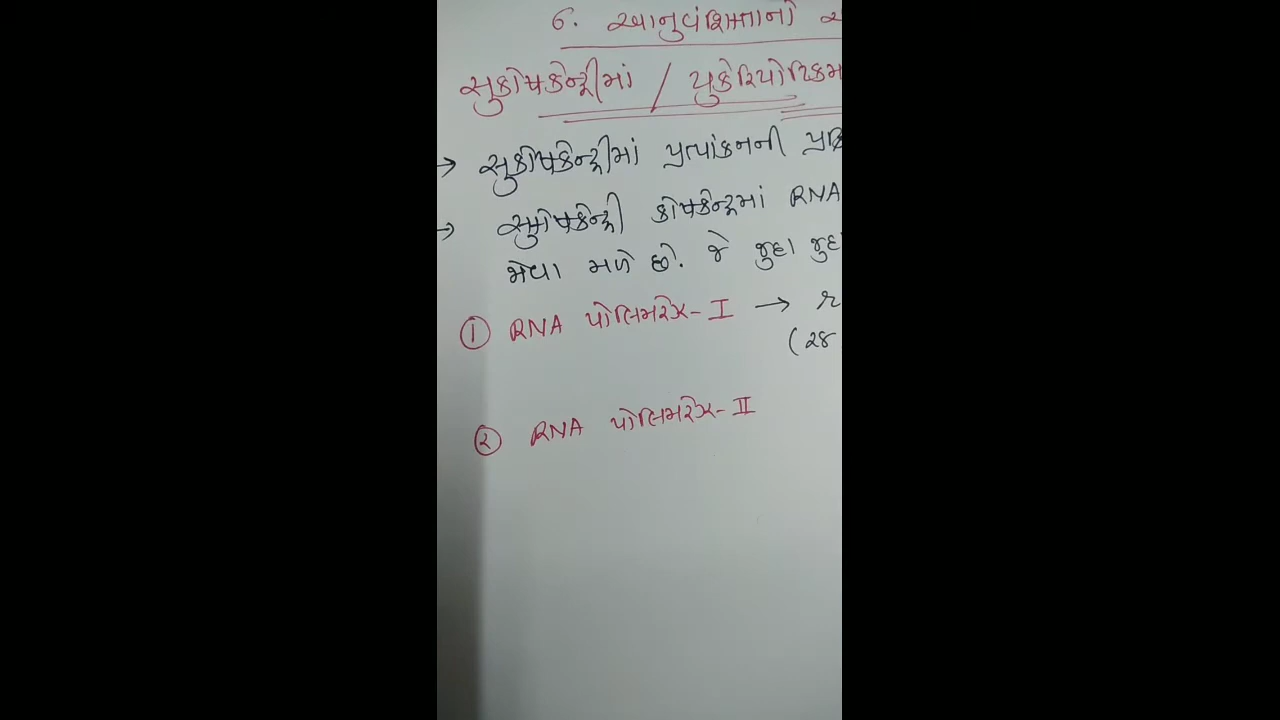 6. આનુવંશિકતાનો
સુકોષકેન્દ્રીમાં / યુકેરિયોટિકમ
→ સુકોષકેન્દ્રીમાં પ્રત્યાંકનની પ્રક્રિ
→ સુકોષકેન્દ્રી કોષકેન્દ્રમાં RNA
જોવા મળે છે. જે જુદા જુદ
① RNA પોલિમરેઝ-I → r
(28
② RNA પોલિમરેઝ-II